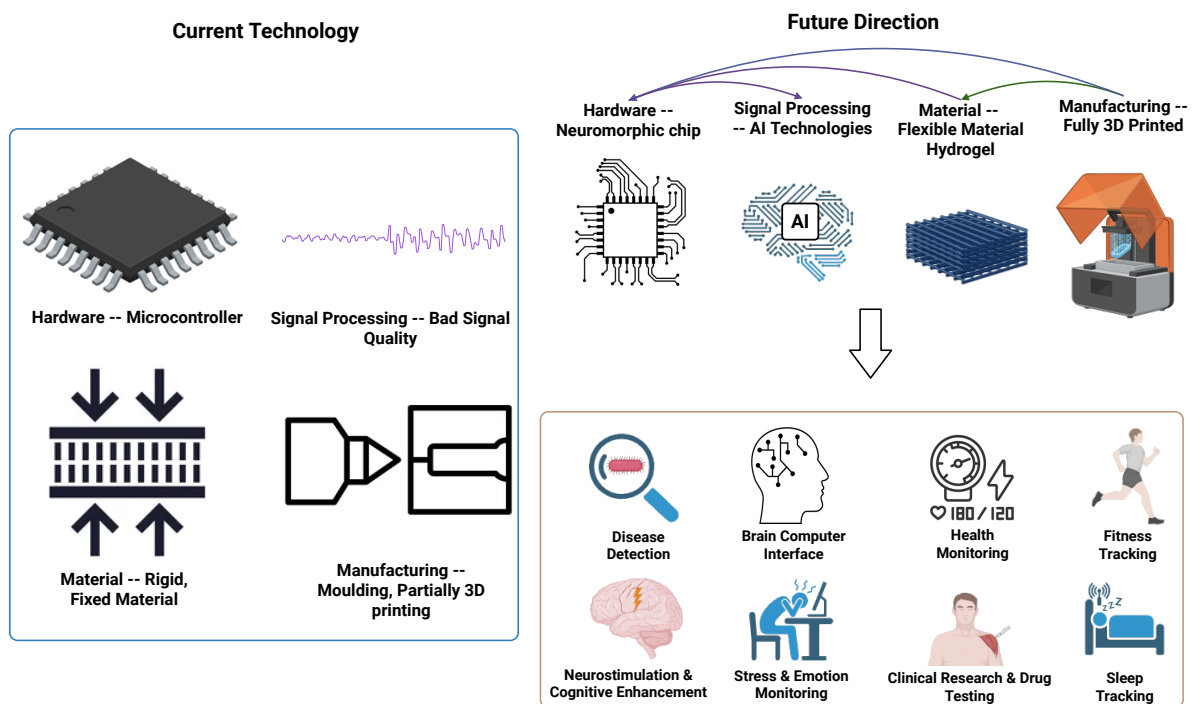 Current Technology
Future Direction
Hardware --
Neuromorphic chip
Signal Processing
-- AI Technologies
Material --
Flexible Material
Hydrogel
Manufacturing --
Fully 3D Printed
AI
Hardware -- Microcontroller
Signal Processing -- Bad Signal
Quality
Material -- Rigid,
Fixed Material
Manufacturing --
Moulding, Partially 3D
printing
180/120
Disease
Detection
Brain Computer
Interface
Health
Monitoring
Fitness
Tracking
zzZ
Neurostimulation &
Cognitive Enhancement
Stress & Emotion
Monitoring
Clinical Research & Drug
Testing
Sleep
Tracking